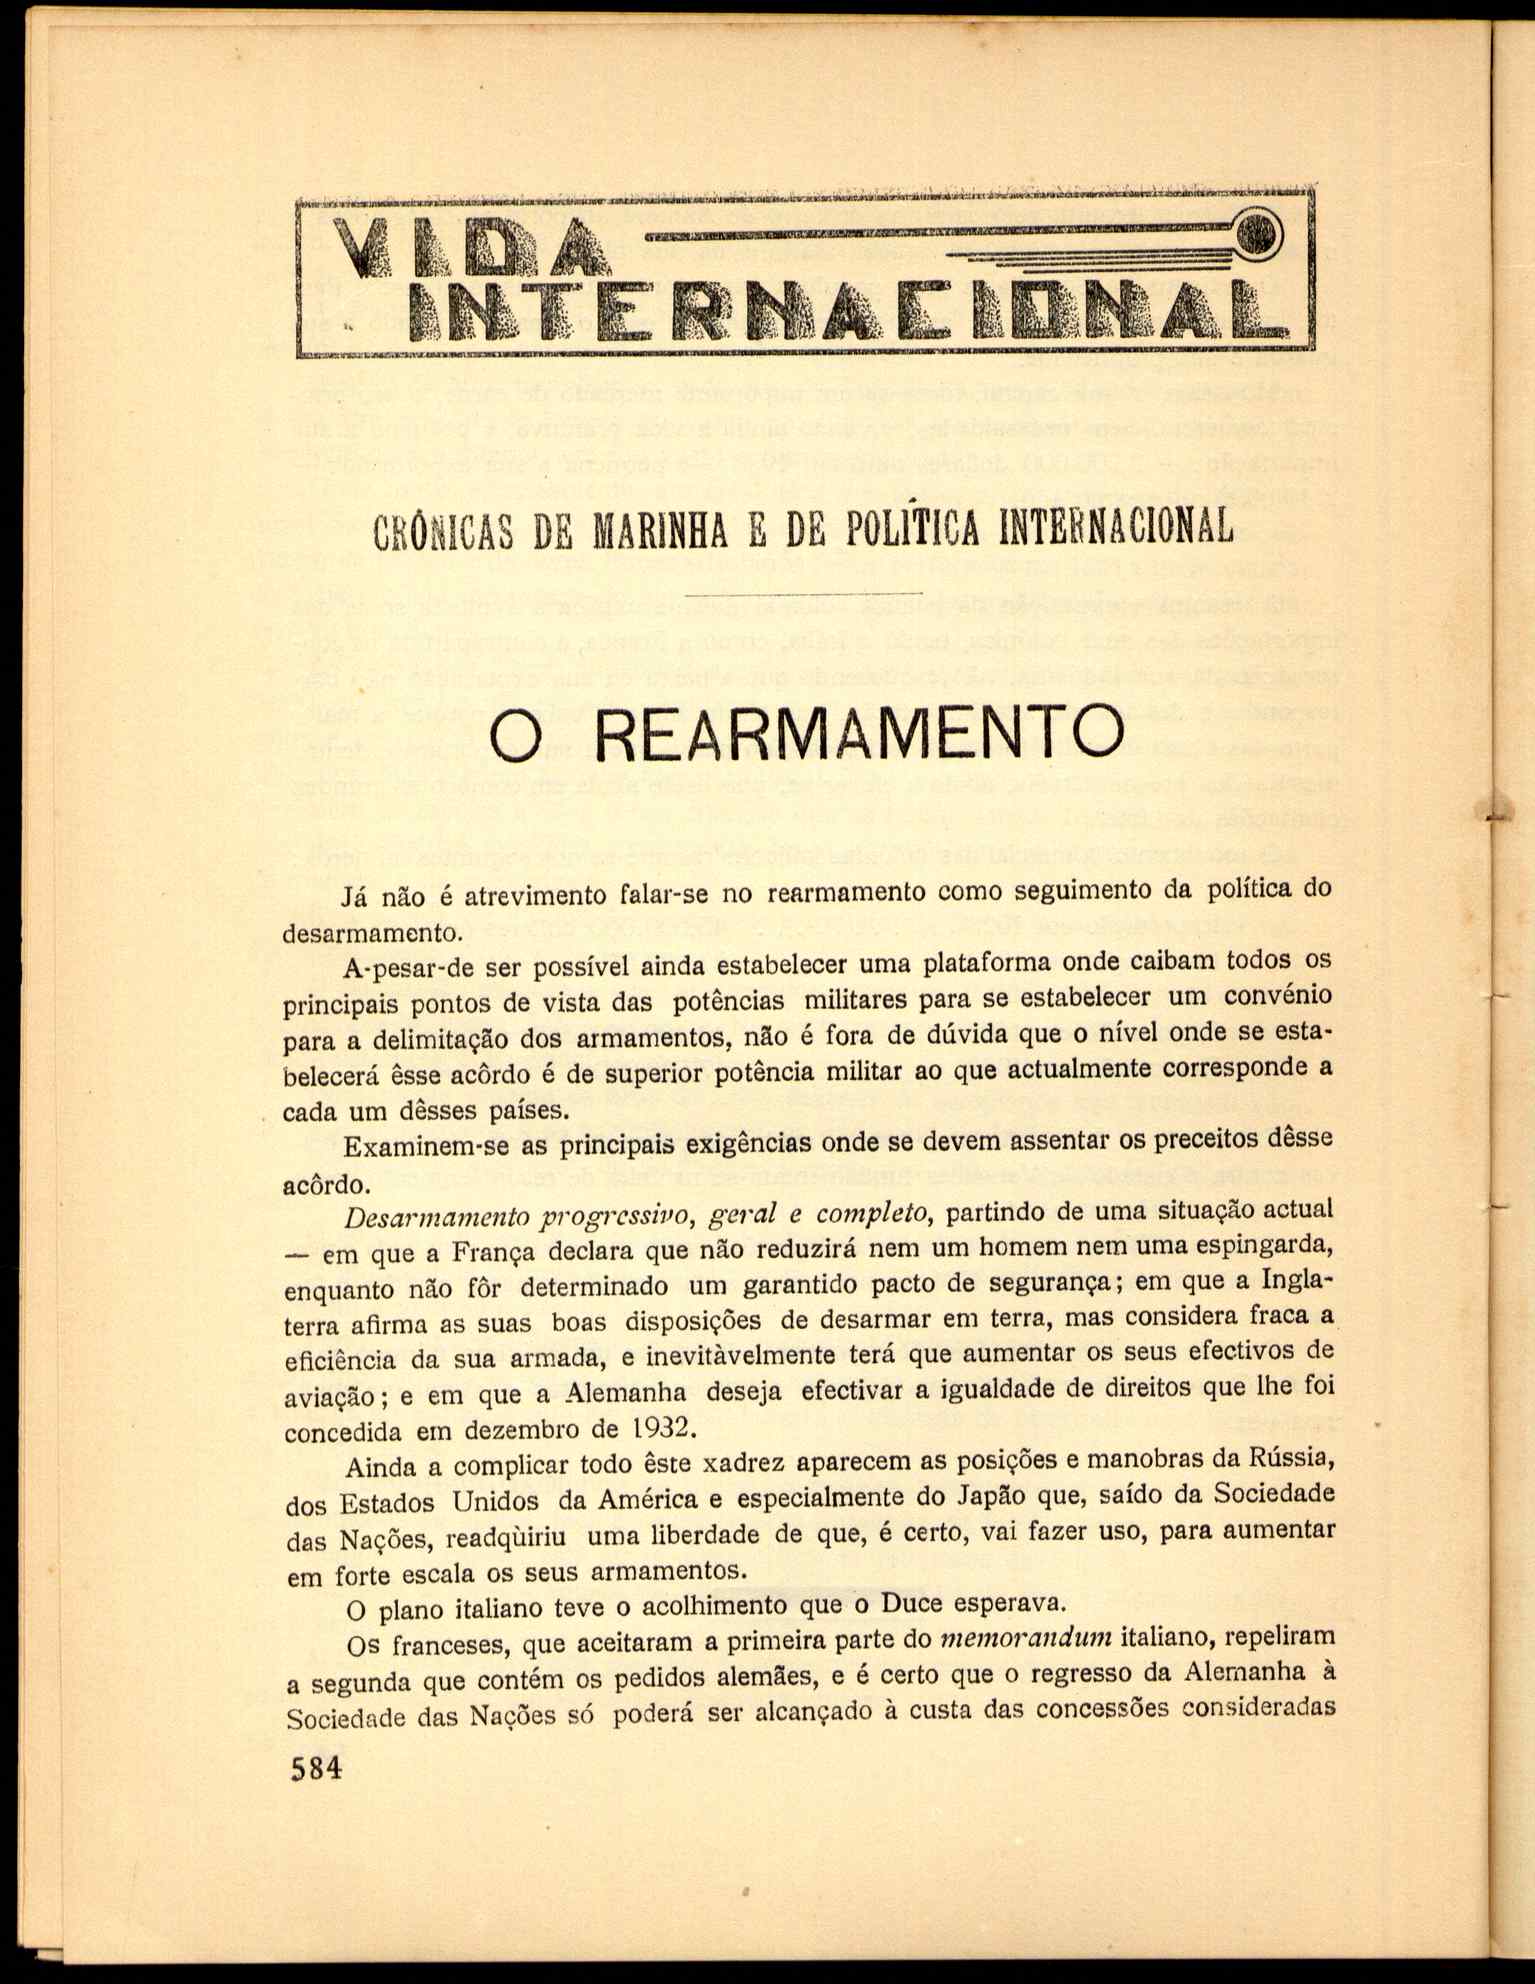 VIDA
INTERNACIONAL
CRÓNICAS DE MARINHA E DE POLÍTICA INTERNACIONAL
O REARMAMENTO
Já não é atrevimento falar-se no rearmamento como seguimento da política do
desarmamento.
A-pesar-de ser possível ainda estabelecer uma plataforma onde caibam todos os
principais pontos de vista das potências militares para se estabelecer um convénio
para a delimitação dos armamentos, não é fora de dúvida que o nível onde se esta-
belecerá êsse acôrdo é de superior potência militar ao que actualmente corresponde a
cada um dêsses países.
Examinem-se as principais exigências onde se devem assentar os preceitos dêsse
acôrdo.
Desarmamento progressivo, geral e completo, partindo de uma situação actual
— em que a França declara que não reduzirá nem um homem nem uma espingarda,
enquanto não fôr determinado um garantido pacto de segurança; em que a Ingla-
terra afirma as suas boas disposições de desarmar em terra, mas considera fraca a
eficiência da sua armada, e inevitàvelmente terá que aumentar os seus efectivos de
aviação; e em que a Alemanha deseja efectivar a igualdade de direitos que lhe foi
concedida em dezembro de 1932.
Ainda a complicar todo êste xadrez aparecem as posições e manobras da Rússia,
dos Estados Unidos da América e especialmente do Japão que, saído da Sociedade
das Nações, readqùiriu uma liberdade de que, é certo, vai fazer uso, para aumentar
em forte escala os seus armamentos.
O plano italiano teve o acolhimento que o Duce esperava.
Os franceses, que aceitaram a primeira parte do memorandum italiano, repeliram
a segunda que contém os pedidos alemães, e é certo que o regresso da Alemanha à
Sociedade das Nações só poderá ser alcançado à custa das concessões consideradas
584